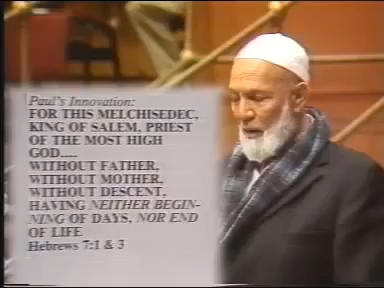 Paul's Innovation:
FOR THIS MELCHISEDEC,
KING OF SALEM, PRIEST
OF THE MOST HIGH
GOD.....
WITHOUT FATHER,
WITHOUT MOTHER,
WITHOUT DESCENT,
HAVING NEITHER BEGIN-
NING OF DAYS, NOR END
OF LIFE
Hebrews 7:1 & 3